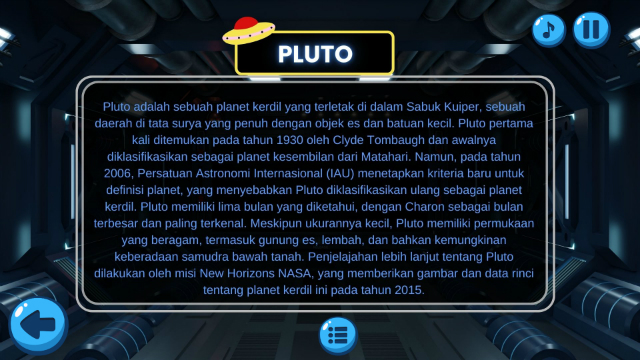 PLUTO
Pluto adalah sebuah planet kerdil yang terletak di dalam Sabuk Kuiper, sebuah
daerah di tata surya yang penuh dengan objek es dan batuan kecil. Pluto pertama
kali ditemukan pada tahun 1930 oleh Clyde Tombaugh dan awalnya
diklasifikasikan sebagai planet kesembilan dari Matahari. Namun, pada tahun
2006, Persatuan Astronomi Internasional (IAU) menetapkan kriteria baru untuk
definisi planet, yang menyebabkan Pluto diklasifikasikan ulang sebagai planet
kerdil. Pluto memiliki lima bulan yang diketahui, dengan Charon sebagai bulan
terbesar dan paling terkenal. Meskipun ukurannya kecil, Pluto memiliki permukaan
yang beragam, termasuk gunung es, lembah, dan bahkan kemungkinan
keberadaan samudra bawah tanah. Penjelajahan lebih lanjut tentang Pluto
dilakukan oleh misi New Horizons NASA, yang memberikan gambar dan data rinci
tentang planet kerdil ini pada tahun 2015.